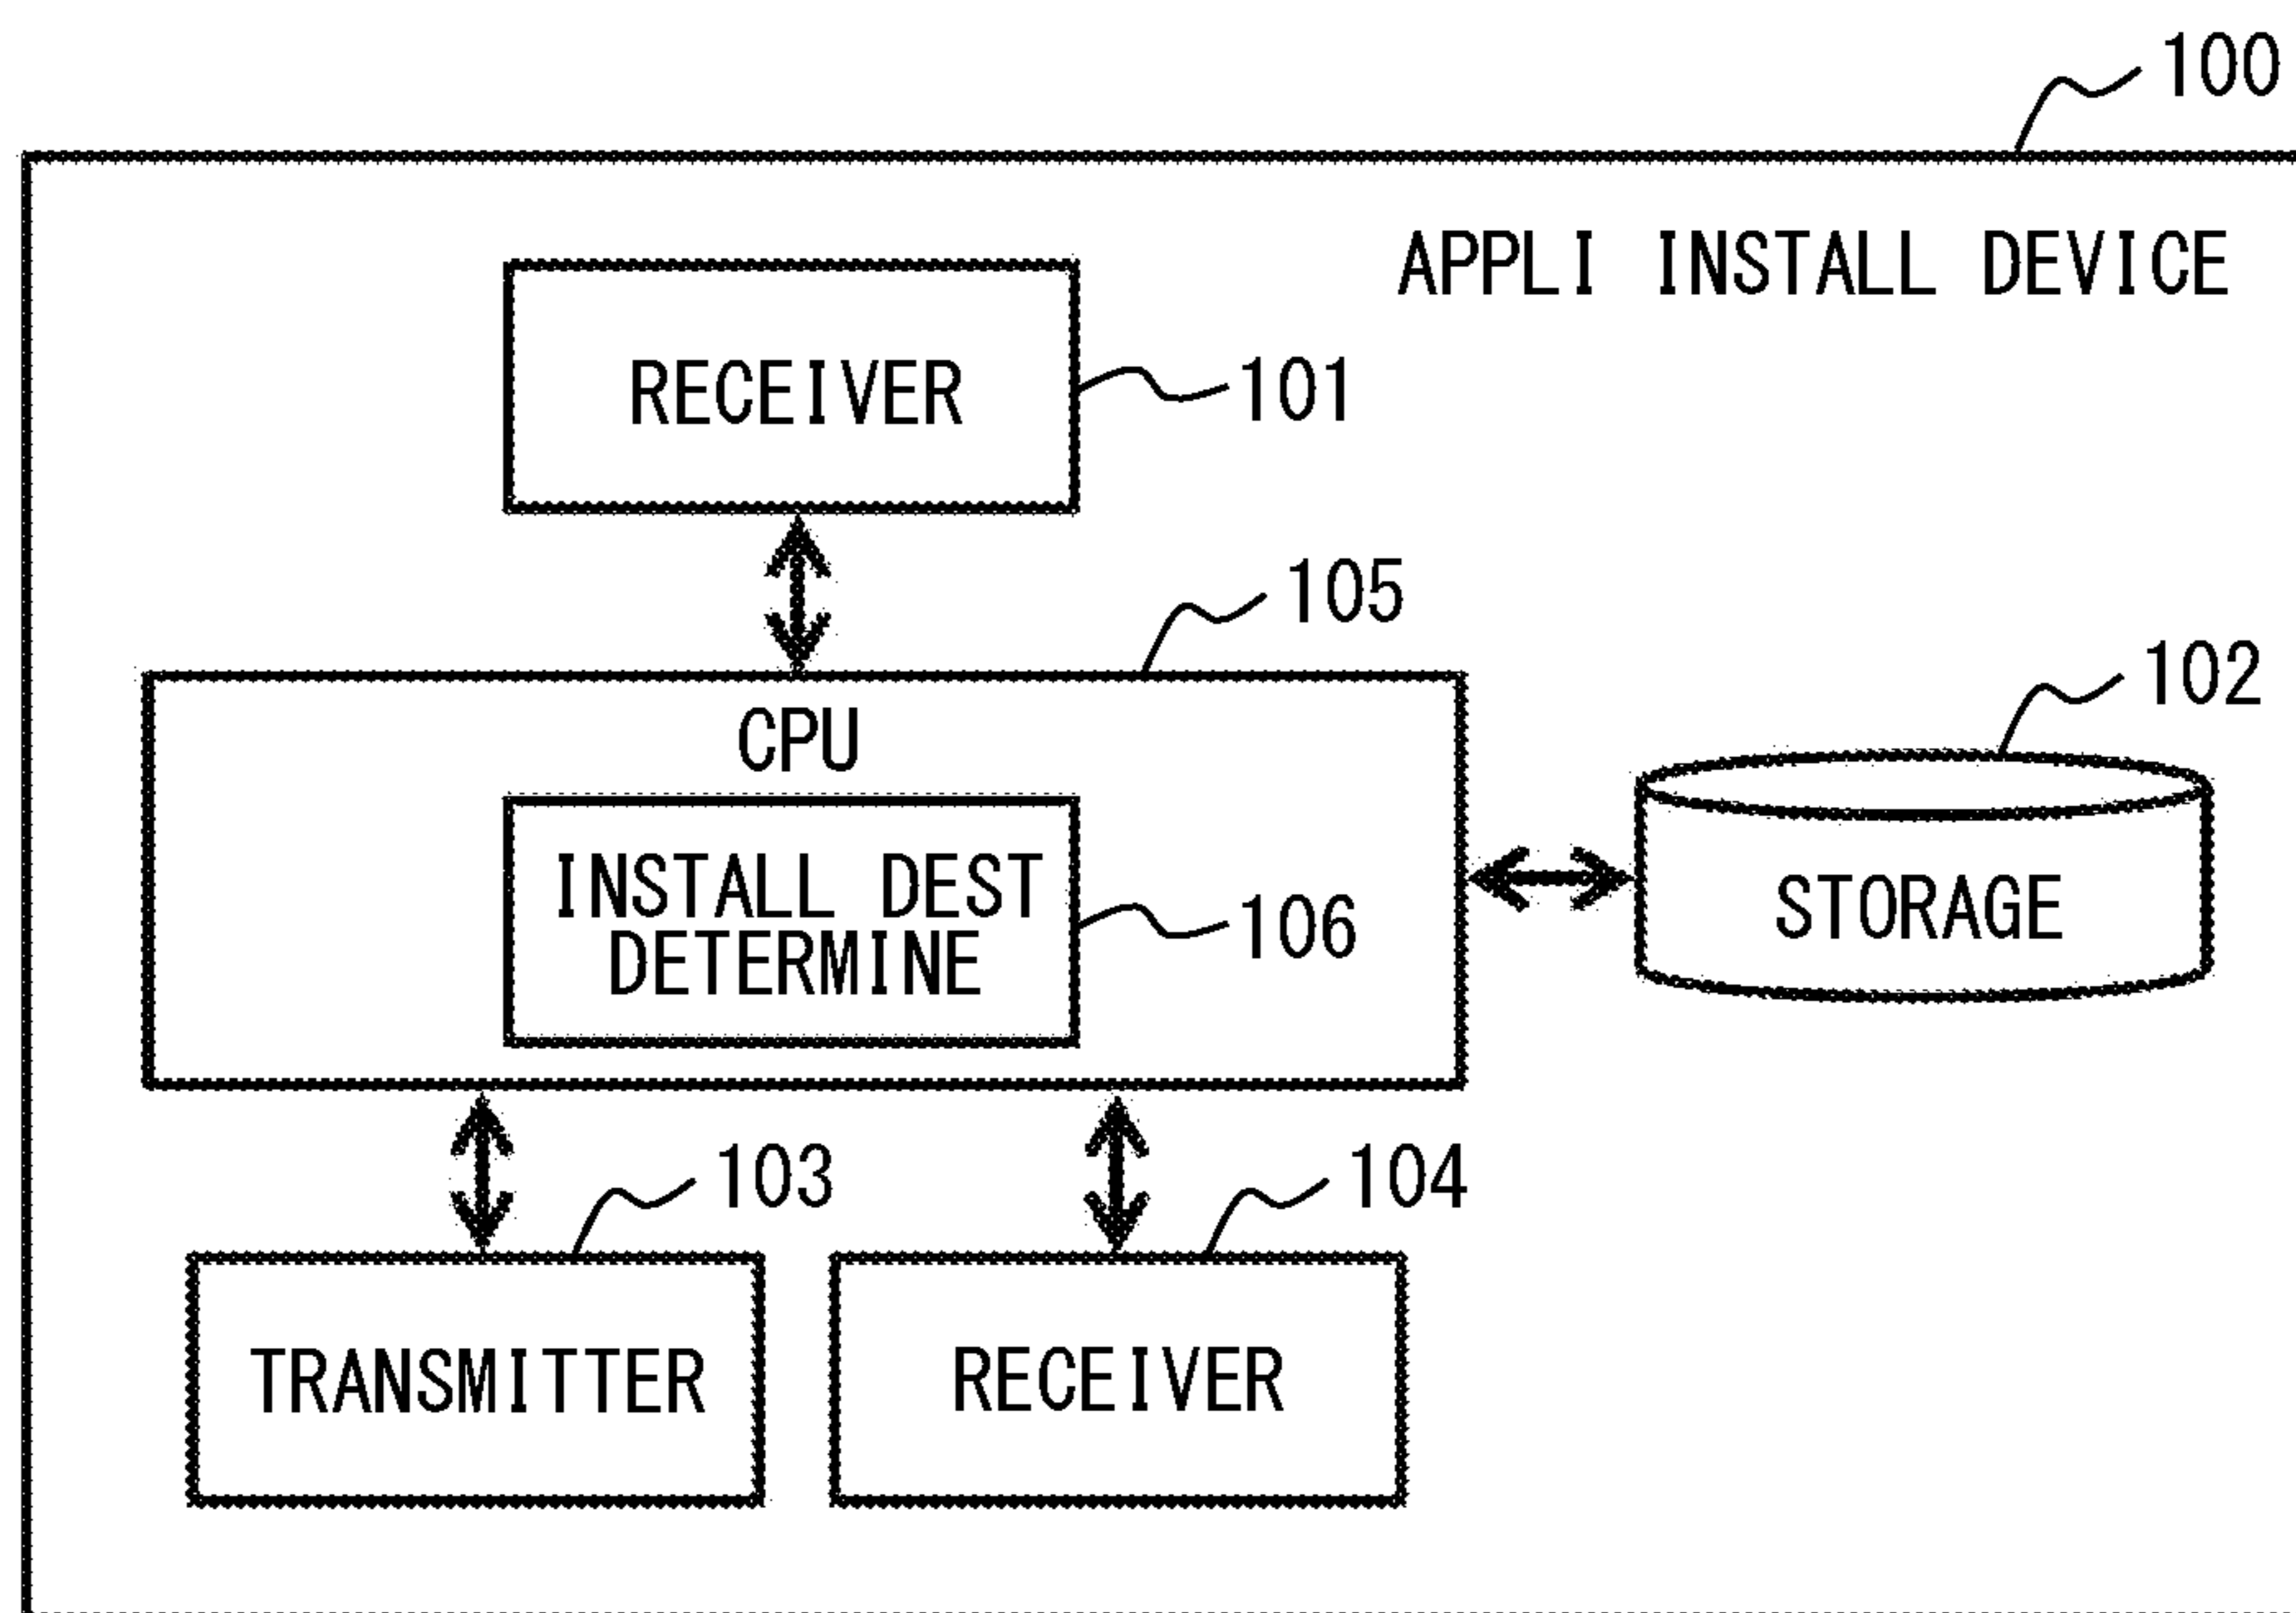 100
APPLI INSTALL DEVICE
RECEIVER
101
105
CPU
102
INSTALL DEST
DETERMINE
106
STORAGE
103
104
TRANSMITTER
RECEIVER